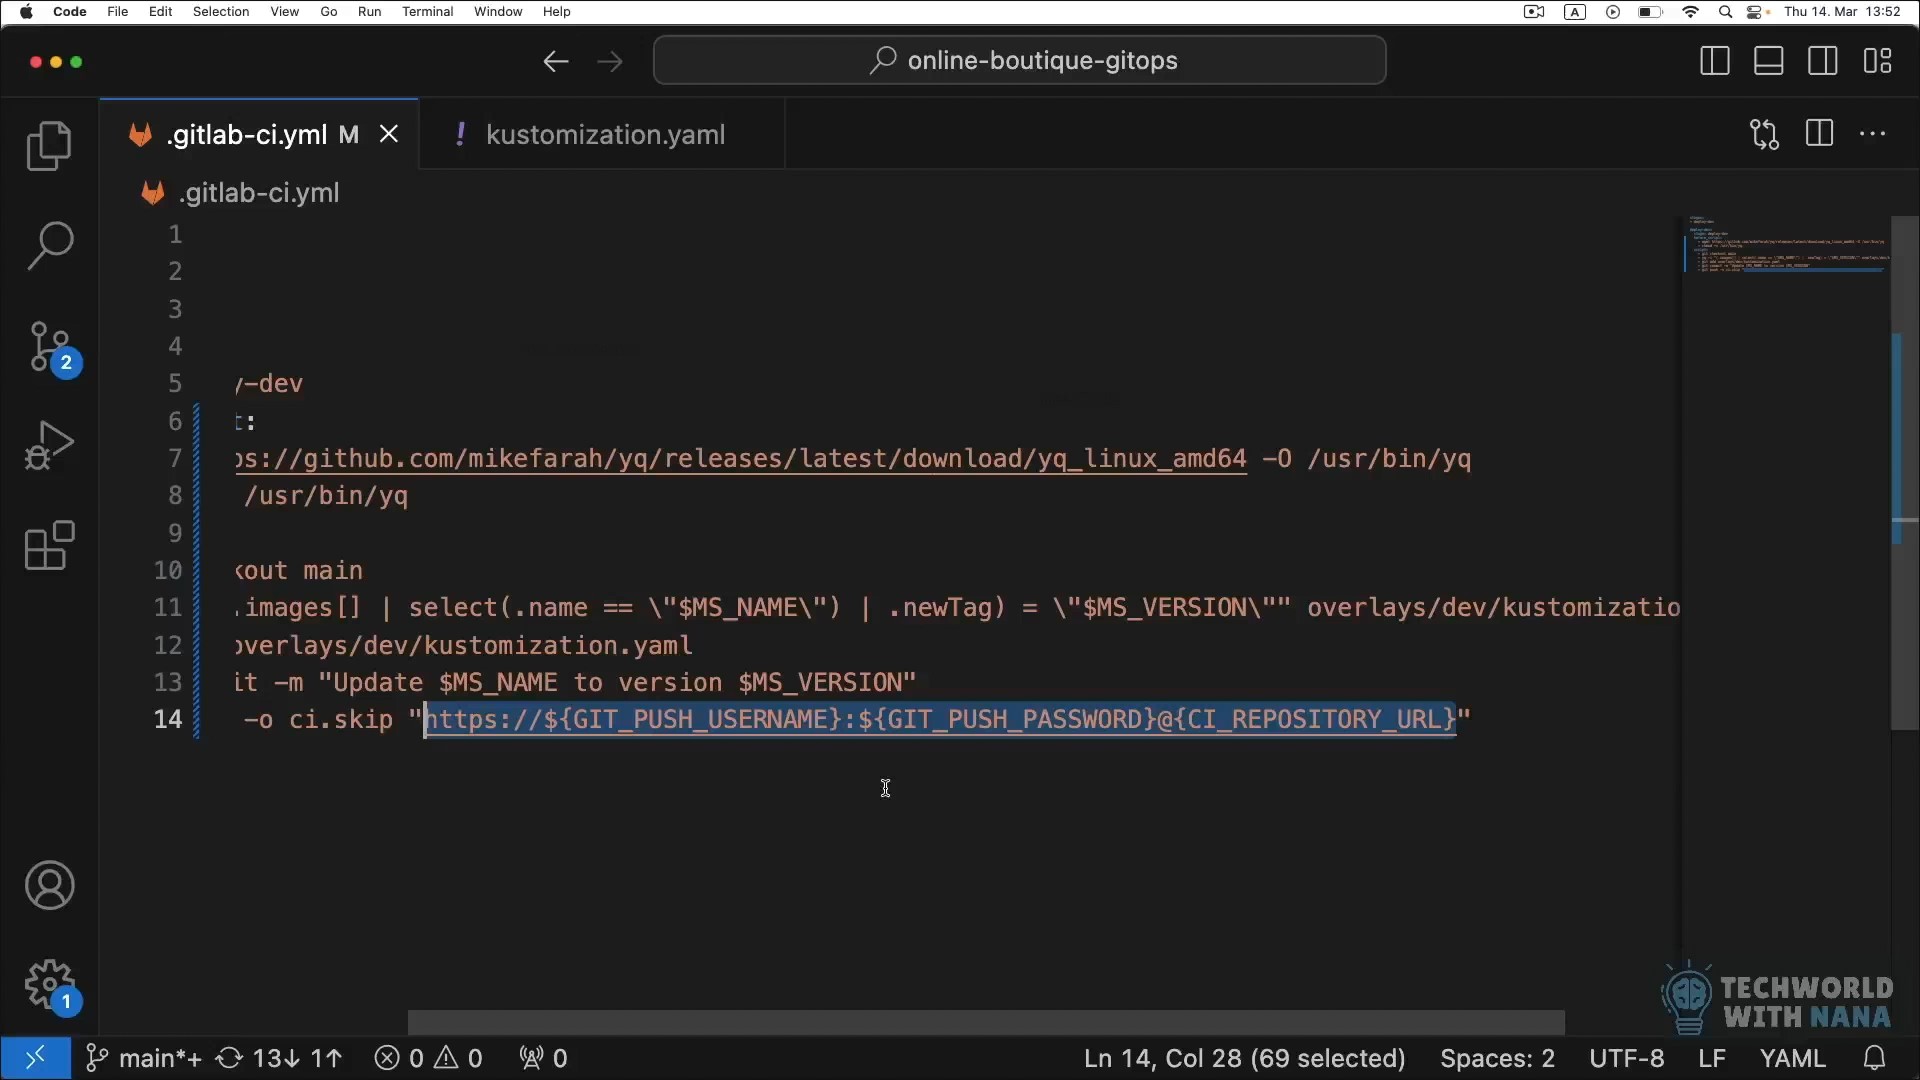 Code File Edit Selection View Go Run Terminal Window Help A Thu 14. Mar 13:52
online-boutique-gitops
.gitlab-ci.yml M
! kustomization.yaml
.gitlab-ci.yml
1
2
3
4
5 y-dev
6 t:
7 ps://github.com/mikefarah/yq/releases/latest/download/yq_linux_amd64 -O /usr/bin/yq
8 /usr/bin/yq
9
10 kout main
11 .images[] | select(.name == \"$MS_NAME\") | .newTag) = \"$MS_VERSION\"" overlays/dev/kustomizatio
12 overlays/dev/kustomization.yaml
13 it -m "Update $MS_NAME to version $MS_VERSION"
14 -o ci.skip "https://${GIT_PUSH_USERNAME}:${GIT_PUSH_PASSWORD}@{CI_REPOSITORY_URL}"
2
1
TECHWORLD
WITH NANA
main*+ 13↓ 1↑ 0 0 0 Ln 14, Col 28 (69 selected) Spaces: 2 UTF-8 LF YAML